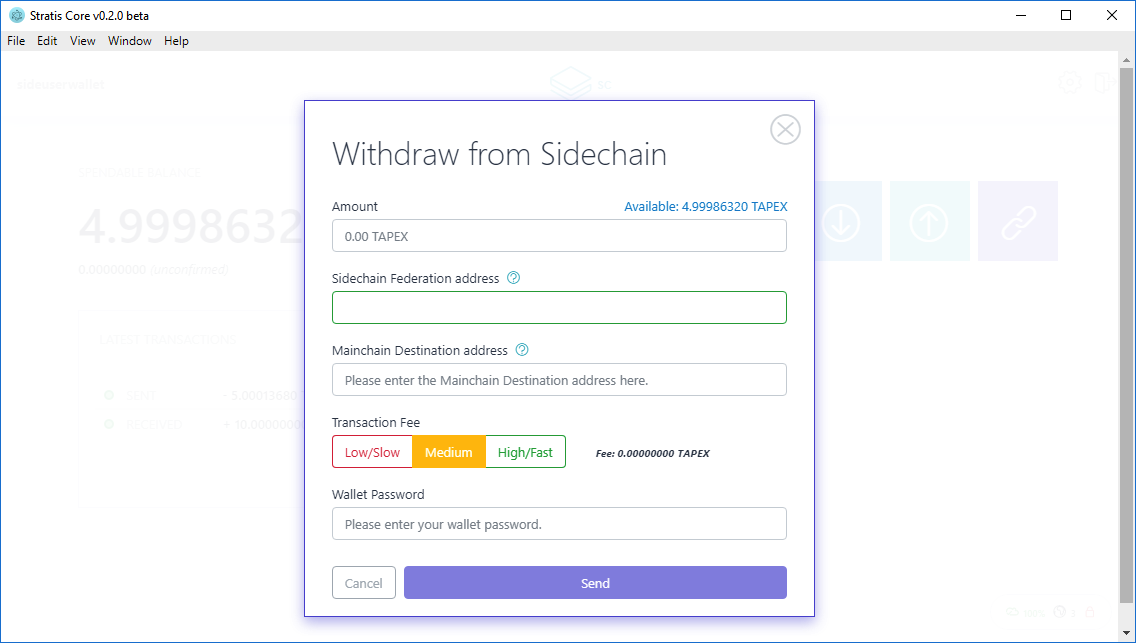 Stratis Core v0.2.0 beta
File Edit View Window Help
sidechainwallet
SC
Withdraw from Sidechain
SPENDABLE BALANCE
Amount Available: 4.99986320 TAPEX
4.9998632
0.00 TAPEX
0.00000000 (unconfirmed)
Sidechain Federation address ?
LATEST TRANSACTIONS
Mainchain Destination address ?
Please enter the Mainchain Destination address here.
SENT - 5.00013680
RECEIVED + 10.0000000
Transaction Fee
Low/Slow Medium High/Fast Fee: 0.00000000 TAPEX
Wallet Password
Please enter your wallet password.
Cancel Send